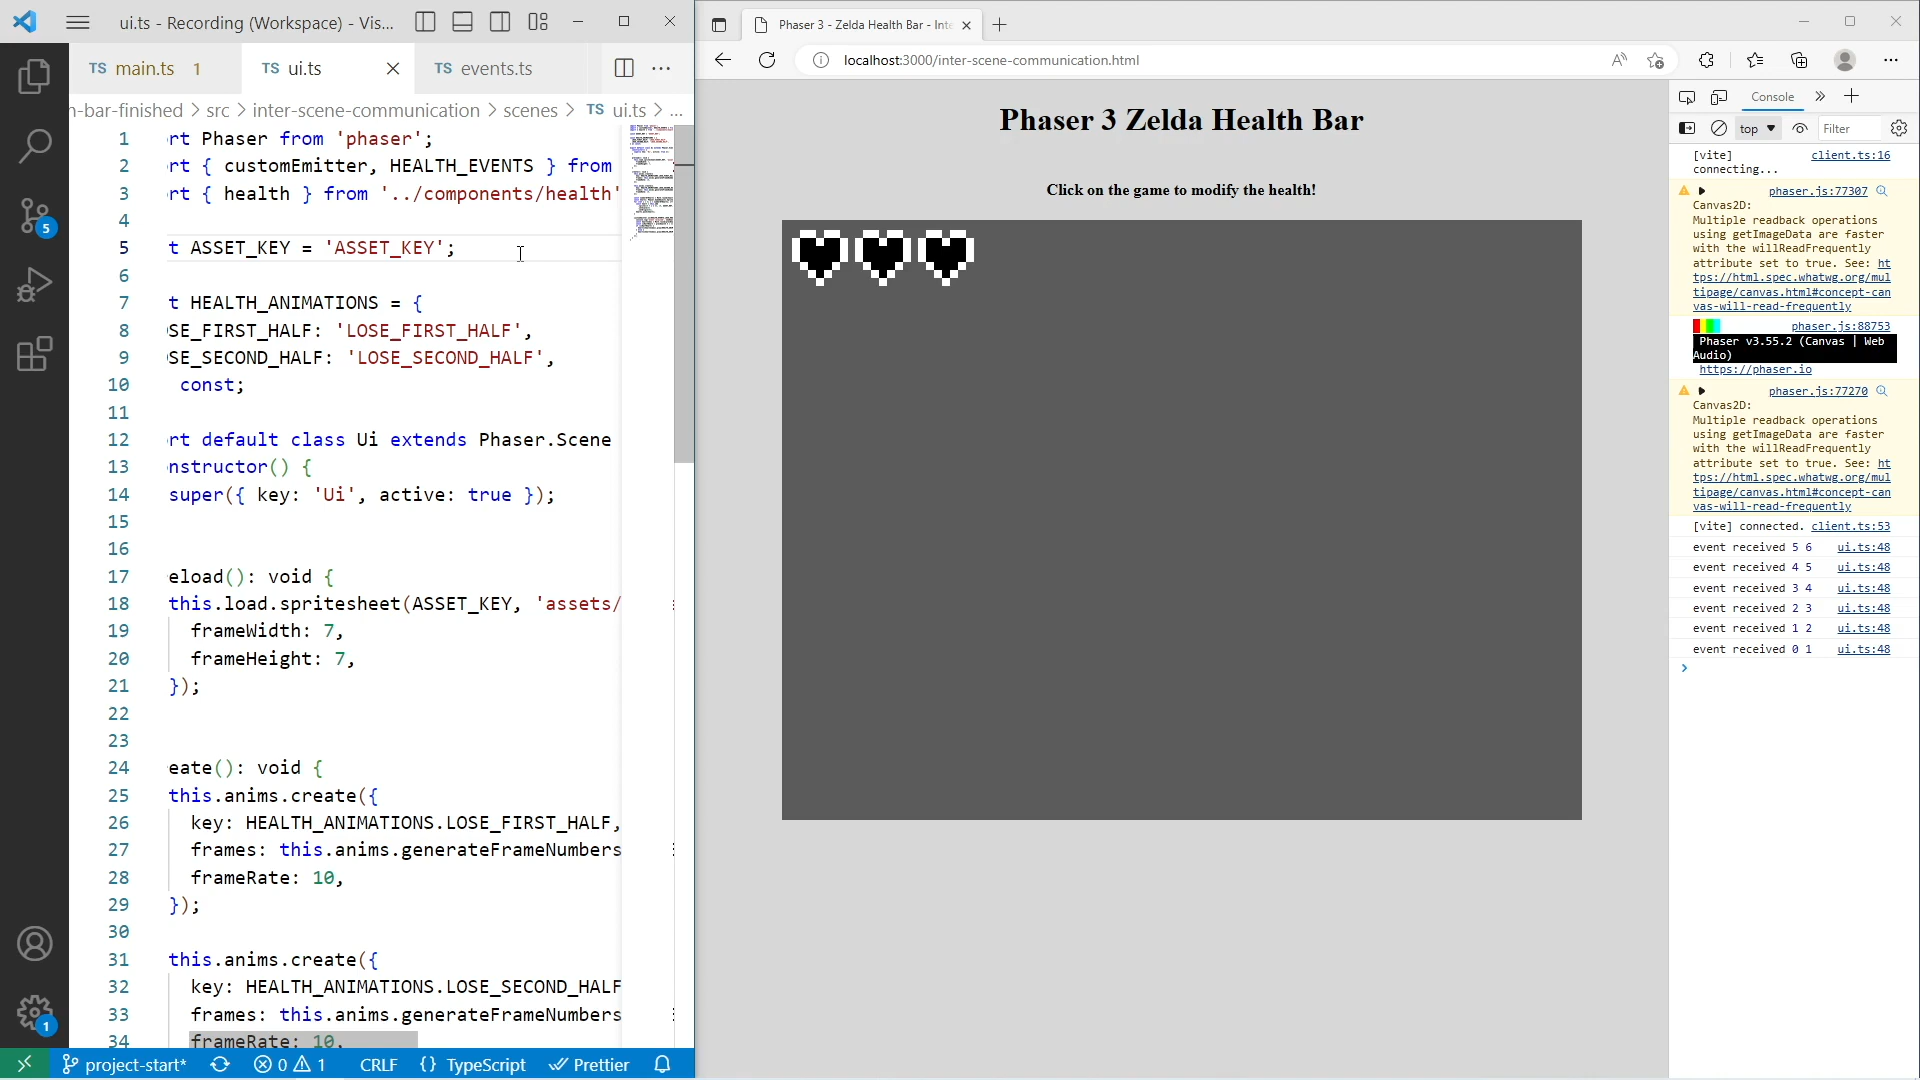 ui.ts - Recording (Workspace) - Vis...
TS main.ts 1
TS ui.ts
TS events.ts
n-bar-finished > src > inter-scene-communication > scenes > TS ui.ts > ...
1 rt Phaser from 'phaser';
2 rt { customEmitter, HEALTH_EVENTS } from
3 rt { health } from '../components/health'
4
5 t ASSET_KEY = 'ASSET_KEY';
6
7 t HEALTH_ANIMATIONS = {
8 SE_FIRST_HALF: 'LOSE_FIRST_HALF',
9 SE_SECOND_HALF: 'LOSE_SECOND_HALF',
10 const;
11
12 rt default class Ui extends Phaser.Scene
13 nstructor() {
14 super({ key: 'Ui', active: true });
15
16
17 eload(): void {
18 this.load.spritesheet(ASSET_KEY, 'assets/
19 frameWidth: 7,
20 frameHeight: 7,
21 });
22
23
24 eate(): void {
25 this.anims.create({
26 key: HEALTH_ANIMATIONS.LOSE_FIRST_HALF,
27 frames: this.anims.generateFrameNumbers
28 frameRate: 10,
29 });
30
31 this.anims.create({
32 key: HEALTH_ANIMATIONS.LOSE_SECOND_HALF
33 frames: this.anims.generateFrameNumbers
34 frameRate: 10,
5
1
project-start* 0 1 CRLF {} TypeScript Prettier
Phaser 3 - Zelda Health Bar - Inte
localhost:3000/inter-scene-communication.html
Phaser 3 Zelda Health Bar
Click on the game to modify the health!
Console
top
Filter
[vite] client.ts:16
connecting...
phaser.js:77307
Canvas2D:
Multiple readback operations
using getImageData are faster
with the willReadFrequently
attribute set to true. See: ht
tps://html.spec.whatwg.org/mul
tipage/canvas.html#concept-can
vas-will-read-frequently
phaser.js:88753
Phaser v3.55.2 (Canvas | Web
Audio)
https://phaser.io
phaser.js:77270
Canvas2D:
Multiple readback operations
using getImageData are faster
with the willReadFrequently
attribute set to true. See: ht
tps://html.spec.whatwg.org/mul
tipage/canvas.html#concept-can
vas-will-read-frequently
[vite] connected. client.ts:53
event received 5 6 ui.ts:48
event received 4 5 ui.ts:48
event received 3 4 ui.ts:48
event received 2 3 ui.ts:48
event received 1 2 ui.ts:48
event received 0 1 ui.ts:48